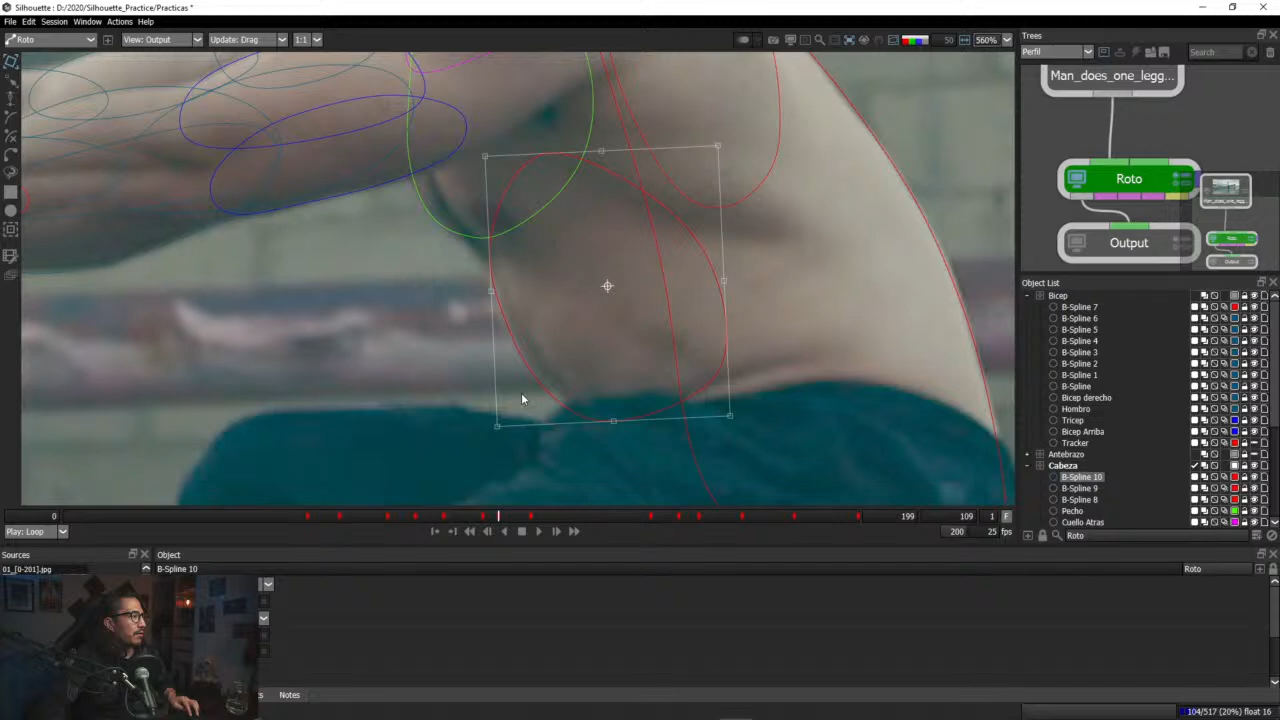 Silhouette : D:/2020/Silhouette_Practice/Practicas *
File Edit Session Window Actions Help
Roto View: Output Update: Drag 1:1 50 560%
Trees
Perfil Search
Man_does_one_legg...
Roto
Output
Object List
Bicep
B-Spline 7
B-Spline 6
B-Spline 5
B-Spline 4
B-Spline 3
B-Spline 2
B-Spline 1
B-Spline
Bicep derecho
Hombro
Tricep
Bicep Arriba
Tracker
Antebrazo
Cabeza
B-Spline 10
B-Spline 9
B-Spline 8
Pecho
Cuello Atras
Roto
0 199 109 1 F
Play: Loop 200 25 fps
Sources Object
01_[0-201].jpg B-Spline 10 Roto
Notes
104/517 (20%) float 16